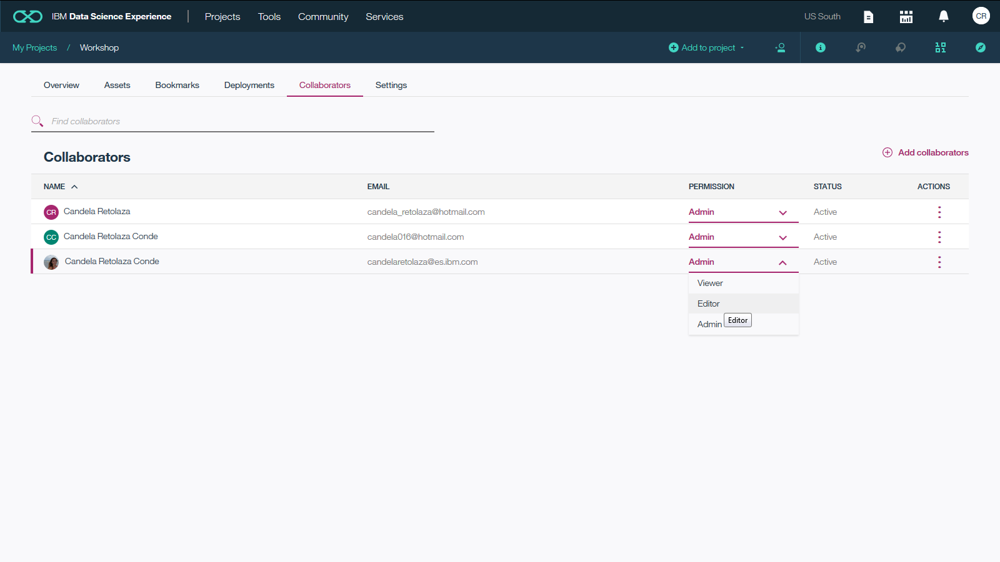 IBM Data Science Experience | Projects Tools Community Services US South CR
My Projects / Workshop Add to project
Overview Assets Bookmarks Deployments Collaborators Settings
Find collaborators
Collaborators Add collaborators
NAME EMAIL PERMISSION STATUS ACTIONS
CR Candela Retolaza candela_retolaza@hotmail.com Admin Active
CC Candela Retolaza Conde candela016@hotmail.com Admin Active
Candela Retolaza Conde candelaretolaza@es.ibm.com Admin Active
Viewer
Editor
Admin Editor